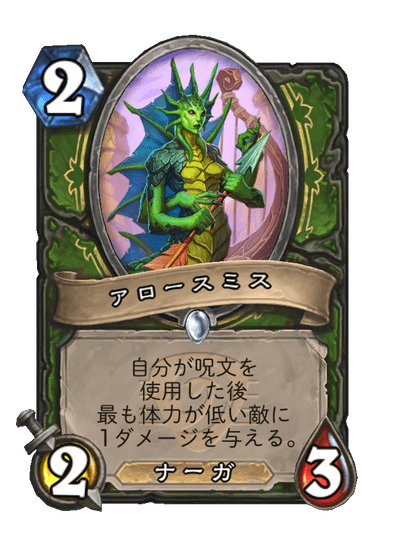 2
アロースミス
自分が呪文を
使用した後
最も体力が低い敵に
1ダメージを与える。
2
ナーガ
3